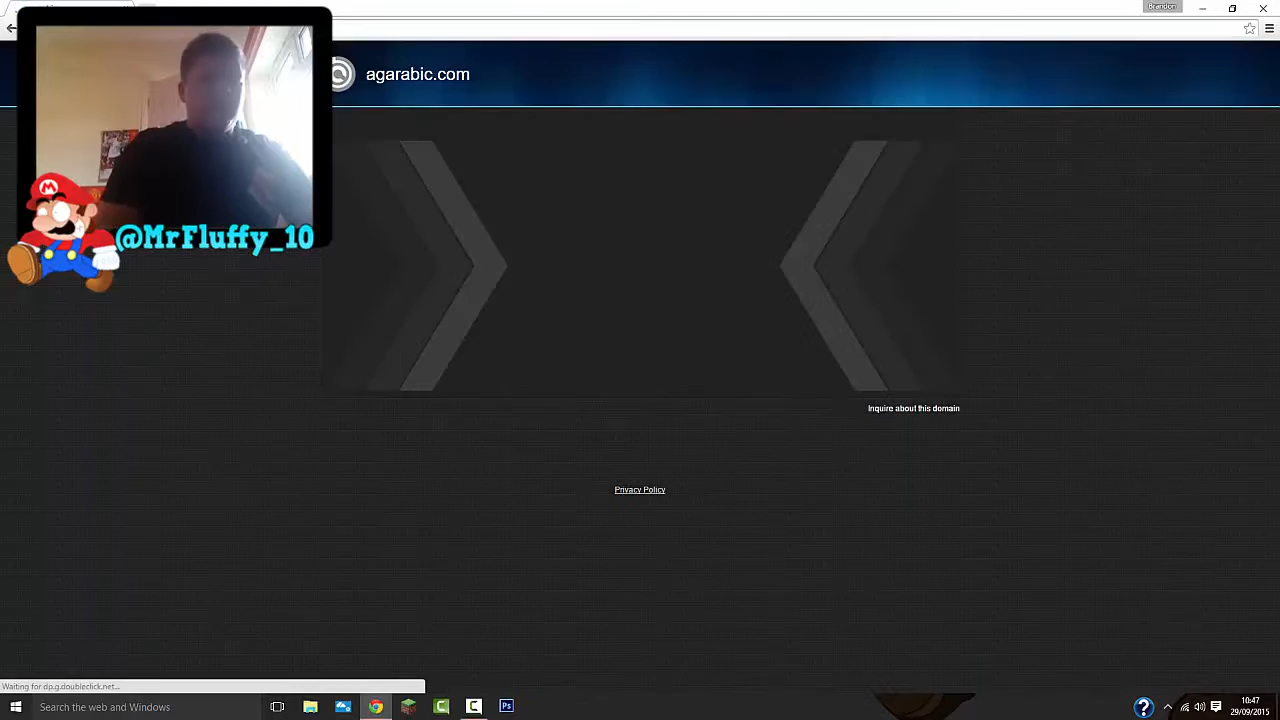 Brandon
agarabic.com
@MrFluffy_10
Inquire about this domain
Privacy Policy
Waiting for dp.g.doubleclick.net...
Search the web and Windows
Ps
10:47
29/09/2015